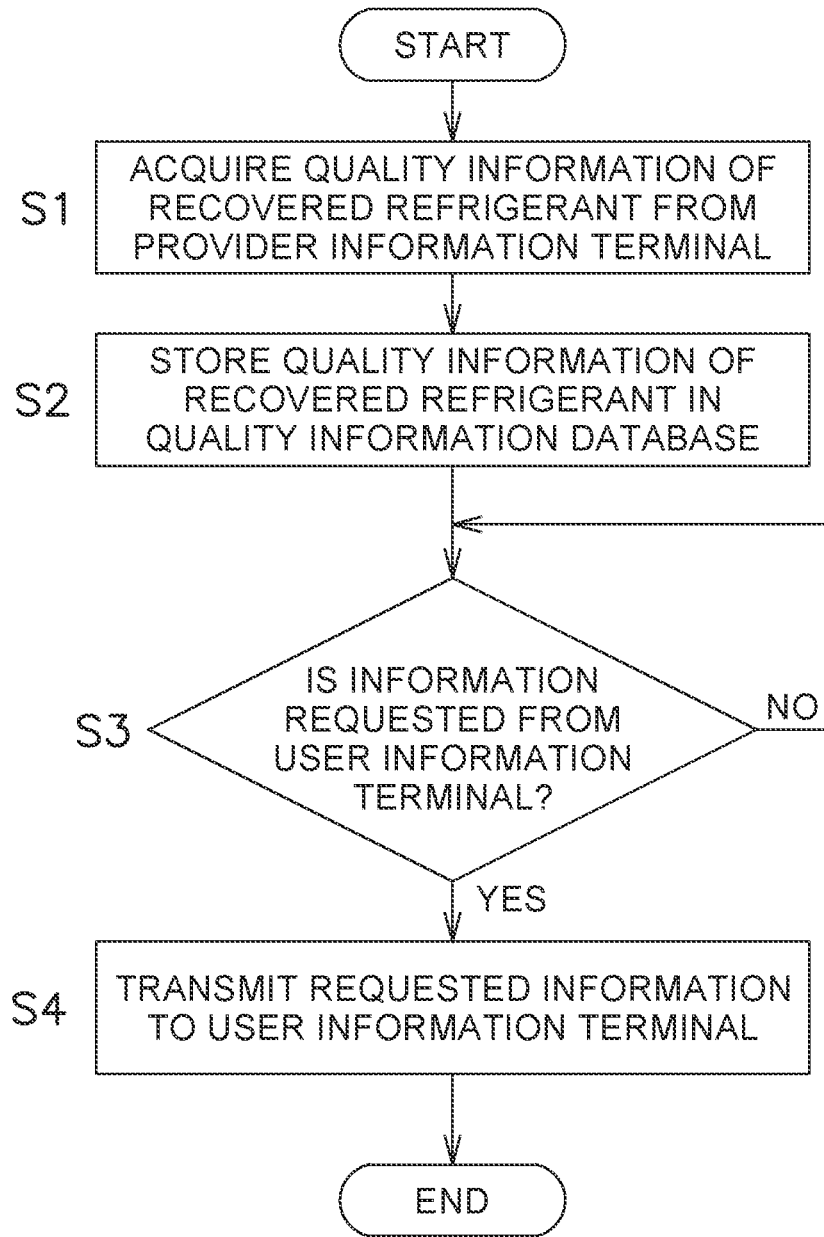 START
S1
ACQUIRE QUALITY INFORMATION OF
RECOVERED REFRIGERANT FROM
PROVIDER INFORMATION TERMINAL
S2
STORE QUALITY INFORMATION OF
RECOVERED REFRIGERANT IN
QUALITY INFORMATION DATABASE
S3
IS INFORMATION
REQUESTED FROM
USER INFORMATION
TERMINAL?
NO
YES
S4
TRANSMIT REQUESTED INFORMATION
TO USER INFORMATION TERMINAL
END